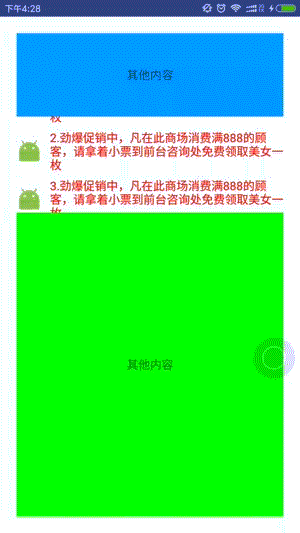 下午4:28
其他内容
枚
2.劲爆促销中，凡在此商场消费满888的顾
客，请拿着小票到前台咨询处免费领取美女一
枚
3.劲爆促销中，凡在此商场消费满888的顾
客，请拿着小票到前台咨询处免费领取美女一
其他内容